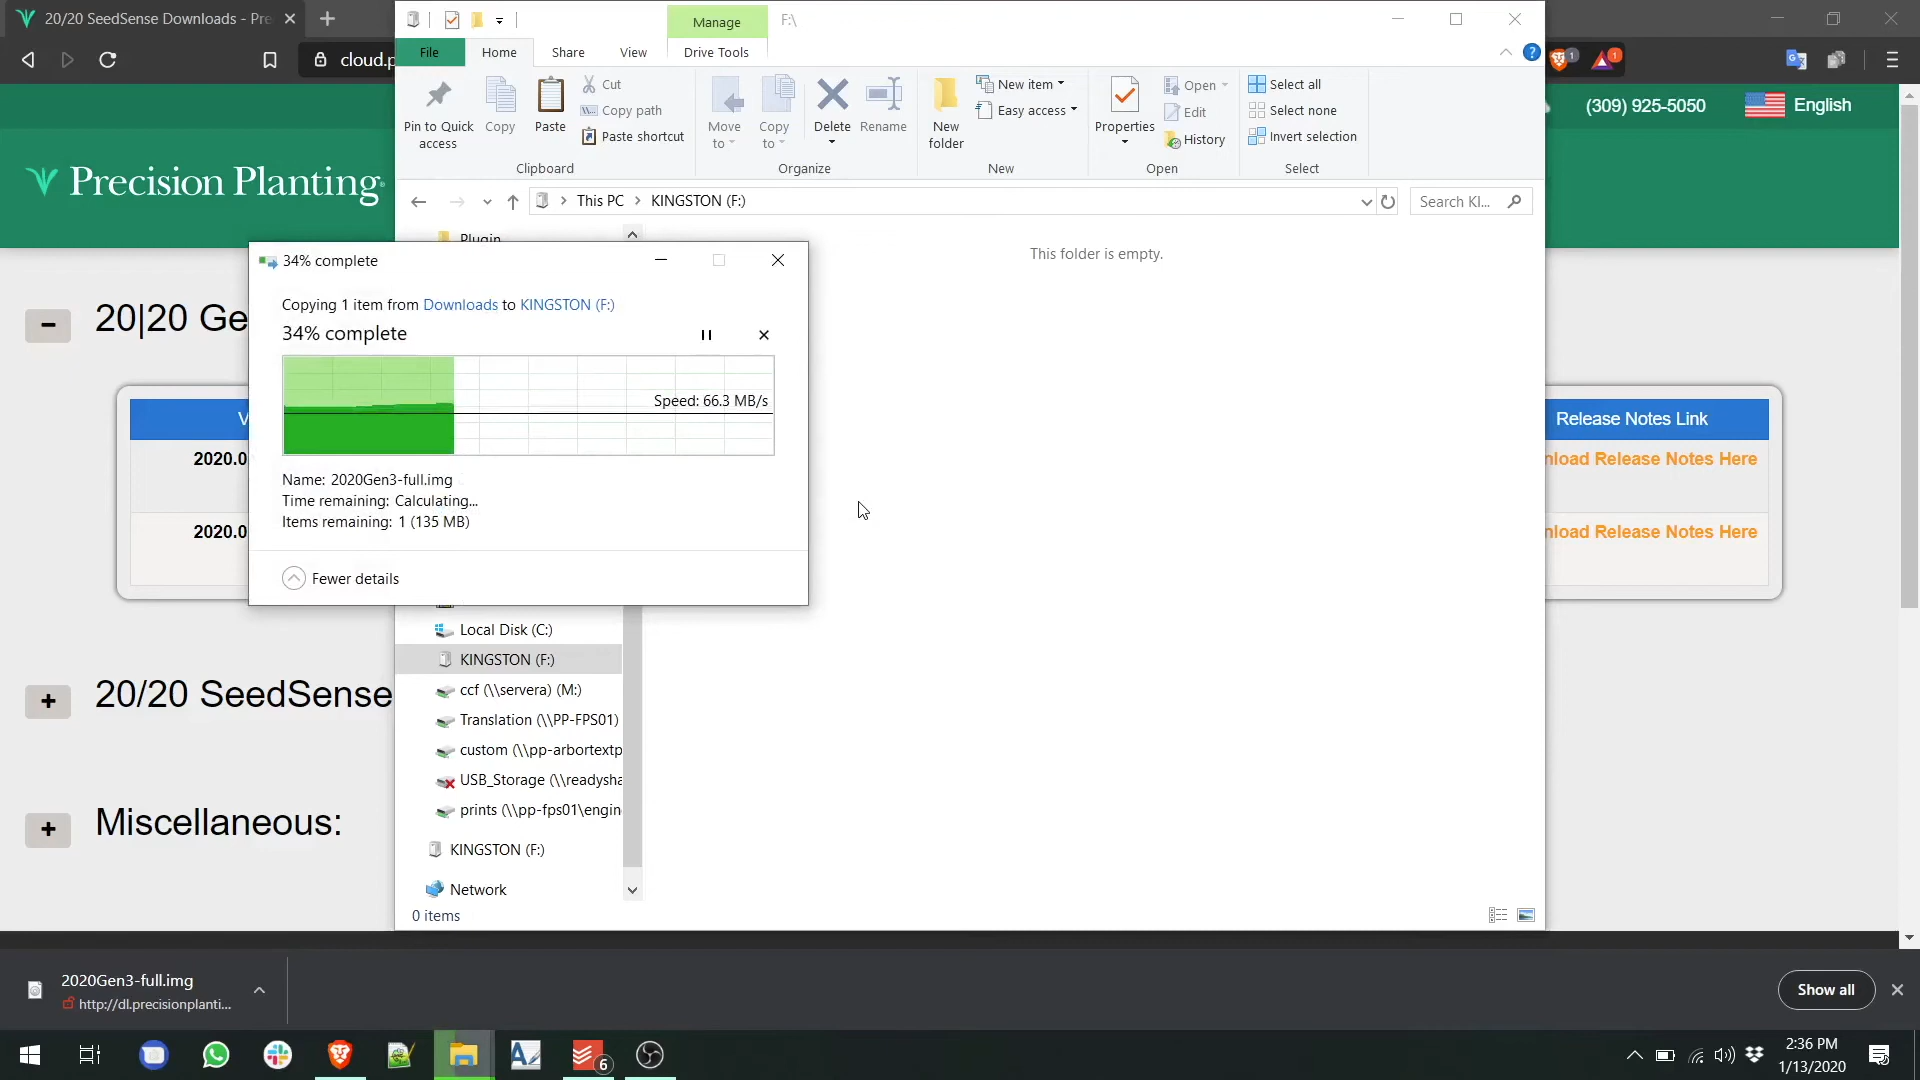 20/20 SeedSense Downloads - Pre
cloud.p
Manage
F:\
File
Home
Share
View
Drive Tools
Pin to Quick access
Copy
Paste
Cut
Copy path
Paste shortcut
Clipboard
Move to
Copy to
Delete
Rename
Organize
New folder
New item
Easy access
New
Properties
Open
Edit
History
Open
Select all
Select none
Invert selection
Select
1
1
(309) 925-5050
English
Precision Planting
This PC
KINGSTON (F:)
Search KI...
Plugin
This folder is empty.
34% complete
Copying 1 item from Downloads to KINGSTON (F:)
34% complete
Speed: 66.3 MB/s
Name: 2020Gen3-full.img
Time remaining: Calculating...
Items remaining: 1 (135 MB)
Fewer details
20|20 Ge
V
2020.0
2020.0
Release Notes Link
nload Release Notes Here
nload Release Notes Here
Local Disk (C:)
KINGSTON (F:)
ccf (\\servera) (M:)
Translation (\\PP-FPS01)
custom (\\pp-arbortextp
USB_Storage (\\readysha
prints (\\pp-fps01\engin
KINGSTON (F:)
Network
0 items
20/20 SeedSense
Miscellaneous:
2020Gen3-full.img
http://dl.precisionplanti...
Show all
6
2:36 PM
1/13/2020